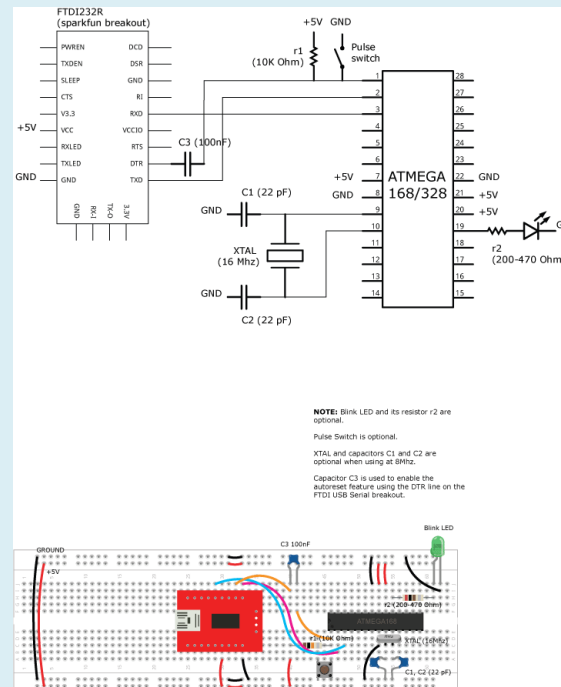 FTDI232R
(sparkfun breakout)
PWREN
TXDEN
SLEEP
CTS
V3.3
VCC
RXLED
TXLED
GND
DCD
DSR
GND
RI
RXD
VCCIO
RTS
DTR
TXD
GND
RX-I
TX-O
3.3V
+5V
GND
C3 (100nF)
+5V GND
r1
(10K Ohm)
Pulse
switch
1
2
3
4
5
6
7
8
9
10
11
12
13
14
ATMEGA
168/328
28
27
26
25
24
23
22
21
20
19
18
17
16
15
+5V
GND
GND
+5V
+5V
C1 (22 pF)
GND
XTAL
(16 Mhz)
GND
C2 (22 pF)
G
r2
(200-470 Ohm
NOTE: Blink LED and its resistor r2 are
optional.
Pulse Switch is optional.
XTAL and capacitors C1 and C2 are
optional when using at 8Mhz.
Capacitor C3 is used to enable the
autoreset feature using the DTR line on the
FTDI USB Serial breakout.
Blink LED
C3 100nF
GROUND
+5V
r2 (200-470 Ohm)
ATMEGA168
r1 (10K Ohm)
XTAL (16Mhz)
C1, C2 (22 pF)